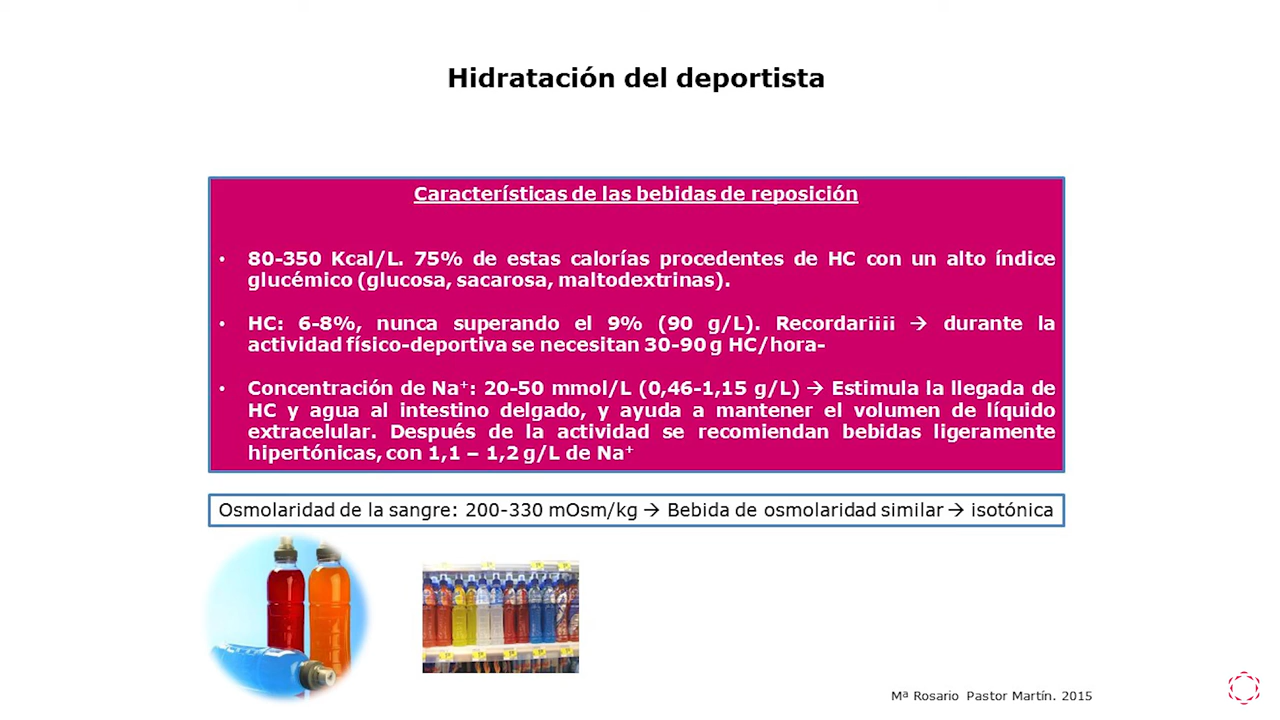 Hidratación del deportista
Características de las bebidas de reposición
• 80-350 Kcal/L. 75% de estas calorías procedentes de HC con un alto índice
glucémico (glucosa, sacarosa, maltodextrinas).
• HC: 6-8%, nunca superando el 9% (90 g/L). Recordar¡¡¡¡ → durante la
actividad físico-deportiva se necesitan 30-90 g HC/hora-
• Concentración de Na⁺: 20-50 mmol/L (0,46-1,15 g/L) → Estimula la llegada de
HC y agua al intestino delgado, y ayuda a mantener el volumen de líquido
extracelular. Después de la actividad se recomiendan bebidas ligeramente
hipertónicas, con 1,1 – 1,2 g/L de Na⁺
Osmolaridad de la sangre: 200-330 mOsm/kg → Bebida de osmolaridad similar → isotónica
Mª Rosario Pastor Martín. 2015